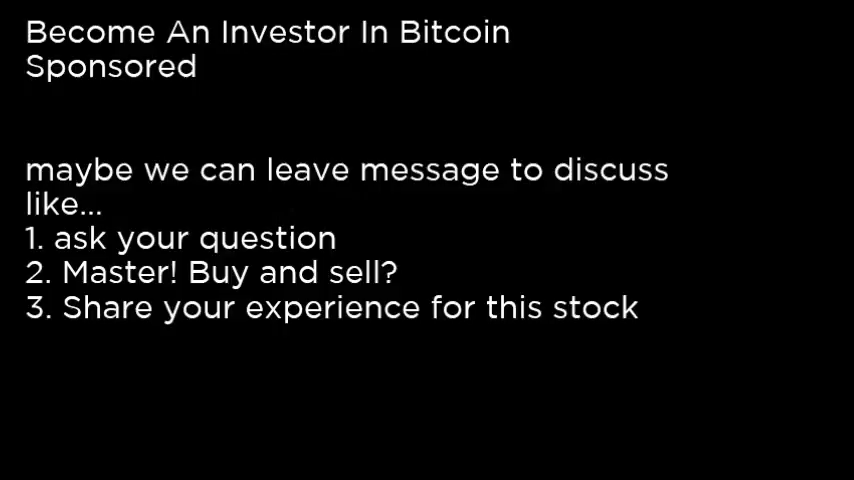 Become An Investor In Bitcoin
Sponsored
maybe we can leave message to discuss
like...
1. ask your question
2. Master! Buy and sell?
3. Share your experience for this stock